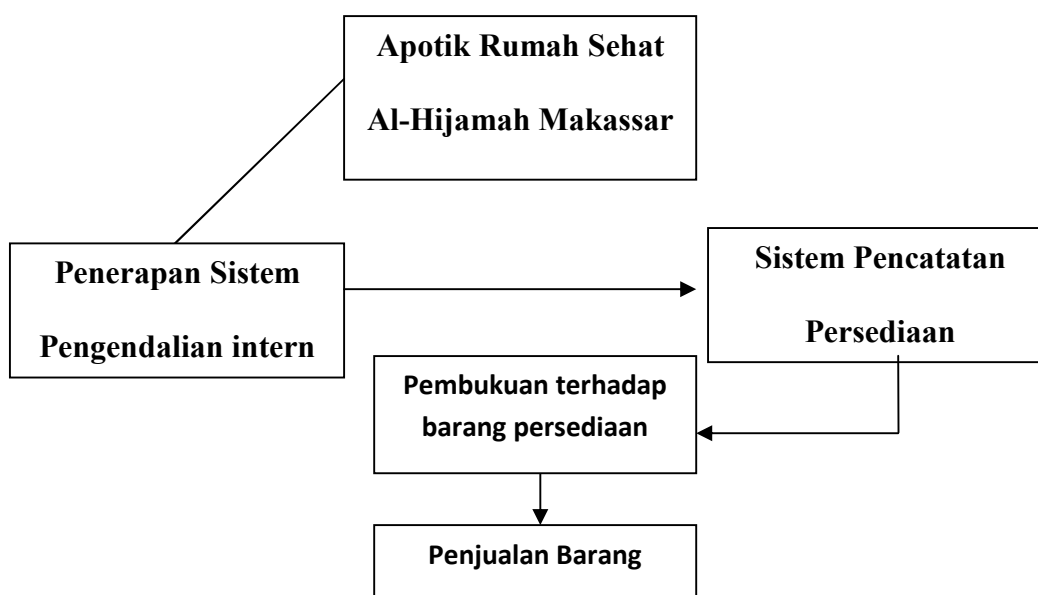 Apotik Rumah Sehat
Al-Hijamah Makassar
Penerapan Sistem
Pengendalian intern
Sistem Pencatatan
Persediaan
Pembukuan terhadap
barang persediaan
Penjualan Barang